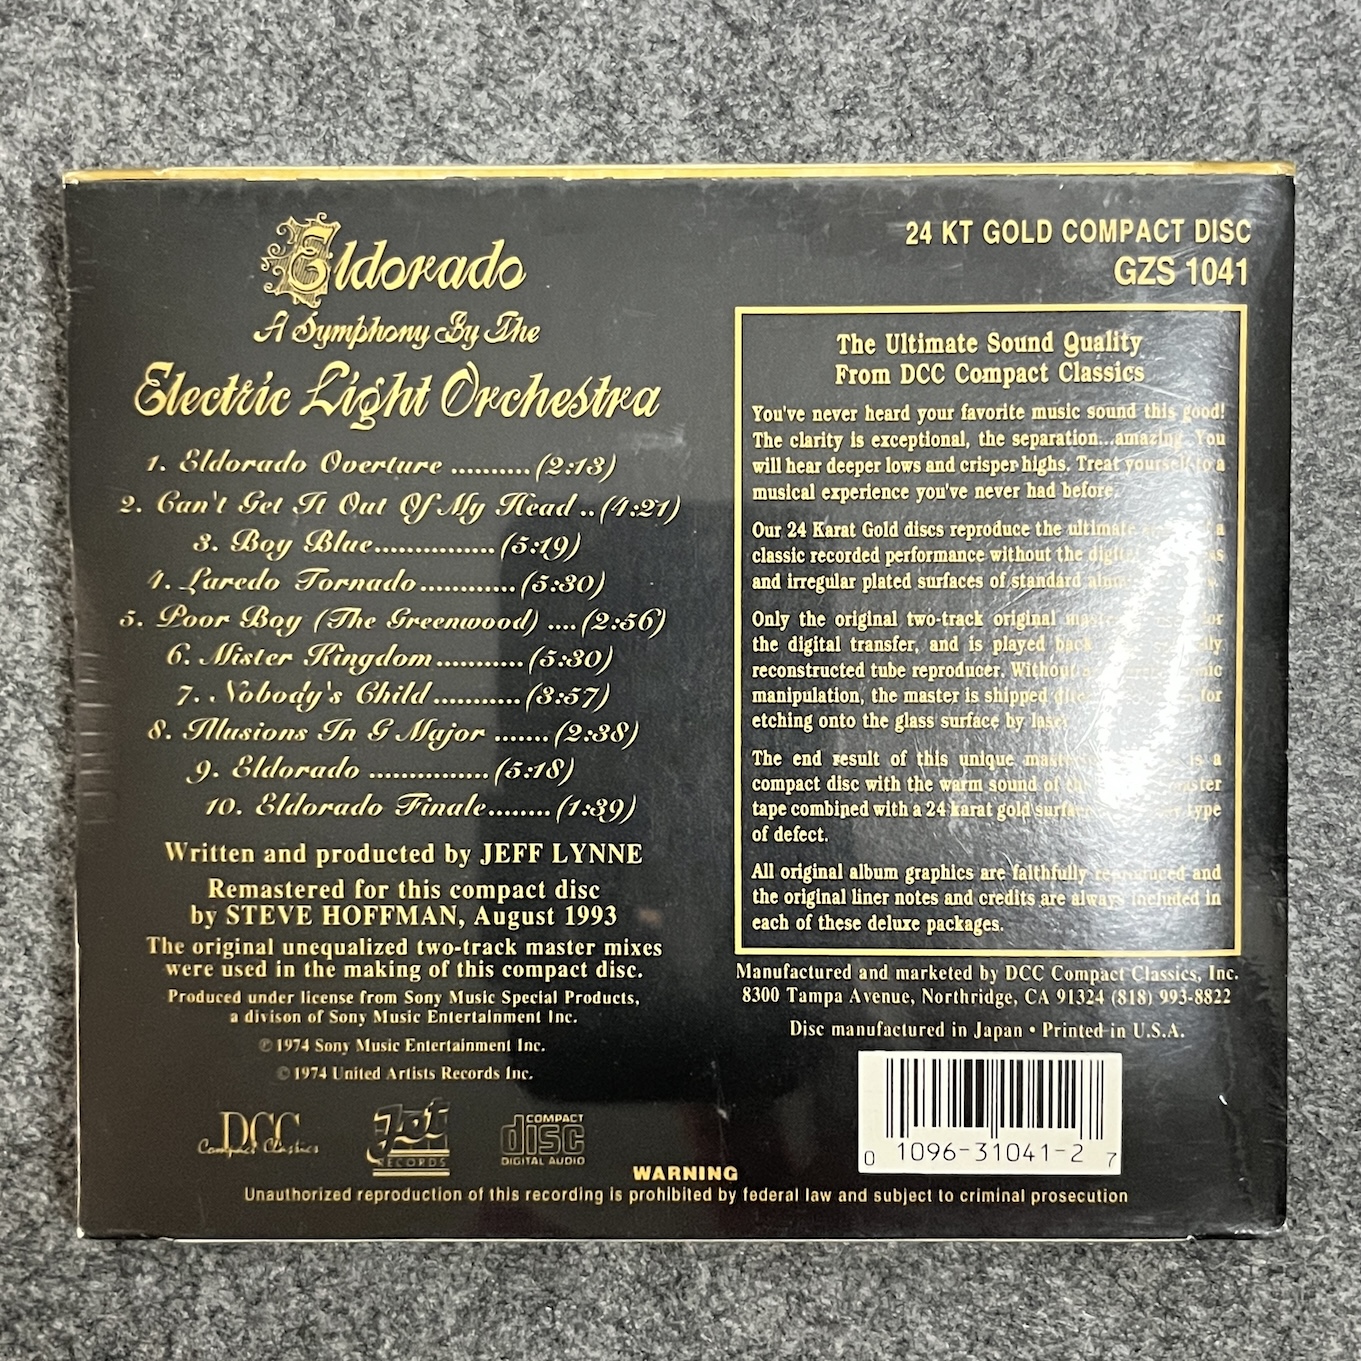 Eldorado
A Symphony By The
Electric Light Orchestra
1. Eldorado Overture ..........(2:13)
2. Can't Get It Out Of My Head ..(4:21)
3. Boy Blue...............(5:19)
4. Laredo Tornado............(5:30)
5. Poor Boy (The Greenwood) ....(2:56)
6. Mister Kingdom...........(5:30)
7. Nobody's Child ...........(3:57)
8. Illusions In G Major .......(2:38)
9. Eldorado ...............(5:18)
10. Eldorado Finale........(1:39)
Written and producted by JEFF LYNNE
Remastered for this compact disc
by STEVE HOFFMAN, August 1993
The original unequalized two-track master mixes
were used in the making of this compact disc.
Produced under license from Sony Music Special Products,
a divison of Sony Music Entertainment Inc.
℗ 1974 Sony Music Entertainment Inc.
© 1974 United Artists Records Inc.
DCC
Compact Classics
Jet
RECORDS
COMPACT
disc
DIGITAL AUDIO
24 KT GOLD COMPACT DISC
GZS 1041
The Ultimate Sound Quality
From DCC Compact Classics
You've never heard your favorite music sound this good!
The clarity is exceptional, the separation...amazing. You
will hear deeper lows and crisper highs. Treat yourself to a
musical experience you've never had before.
Our 24 Karat Gold discs reproduce the ultimate a
classic recorded performance without the
and irregular plated surfaces of standard
Only the original two-track original
the digital transfer, and is played back
reconstructed tube reproducer. Without
manipulation, the master is shipped for
etching onto the glass surface by laser
The end result of this unique is a
compact disc with the warm sound of
tape combined with a 24 karat gold type
of defect.
All original album graphics are faithfully reproduced and
the original liner notes and credits are always included in
each of these deluxe packages.
Manufactured and marketed by DCC Compact Classics, Inc.
8300 Tampa Avenue, Northridge, CA 91324 (818) 993-8822
Disc manufactured in Japan • Printed in U.S.A.
0 1096-31041-2 7
WARNING
Unauthorized reproduction of this recording is prohibited by federal law and subject to criminal prosecution